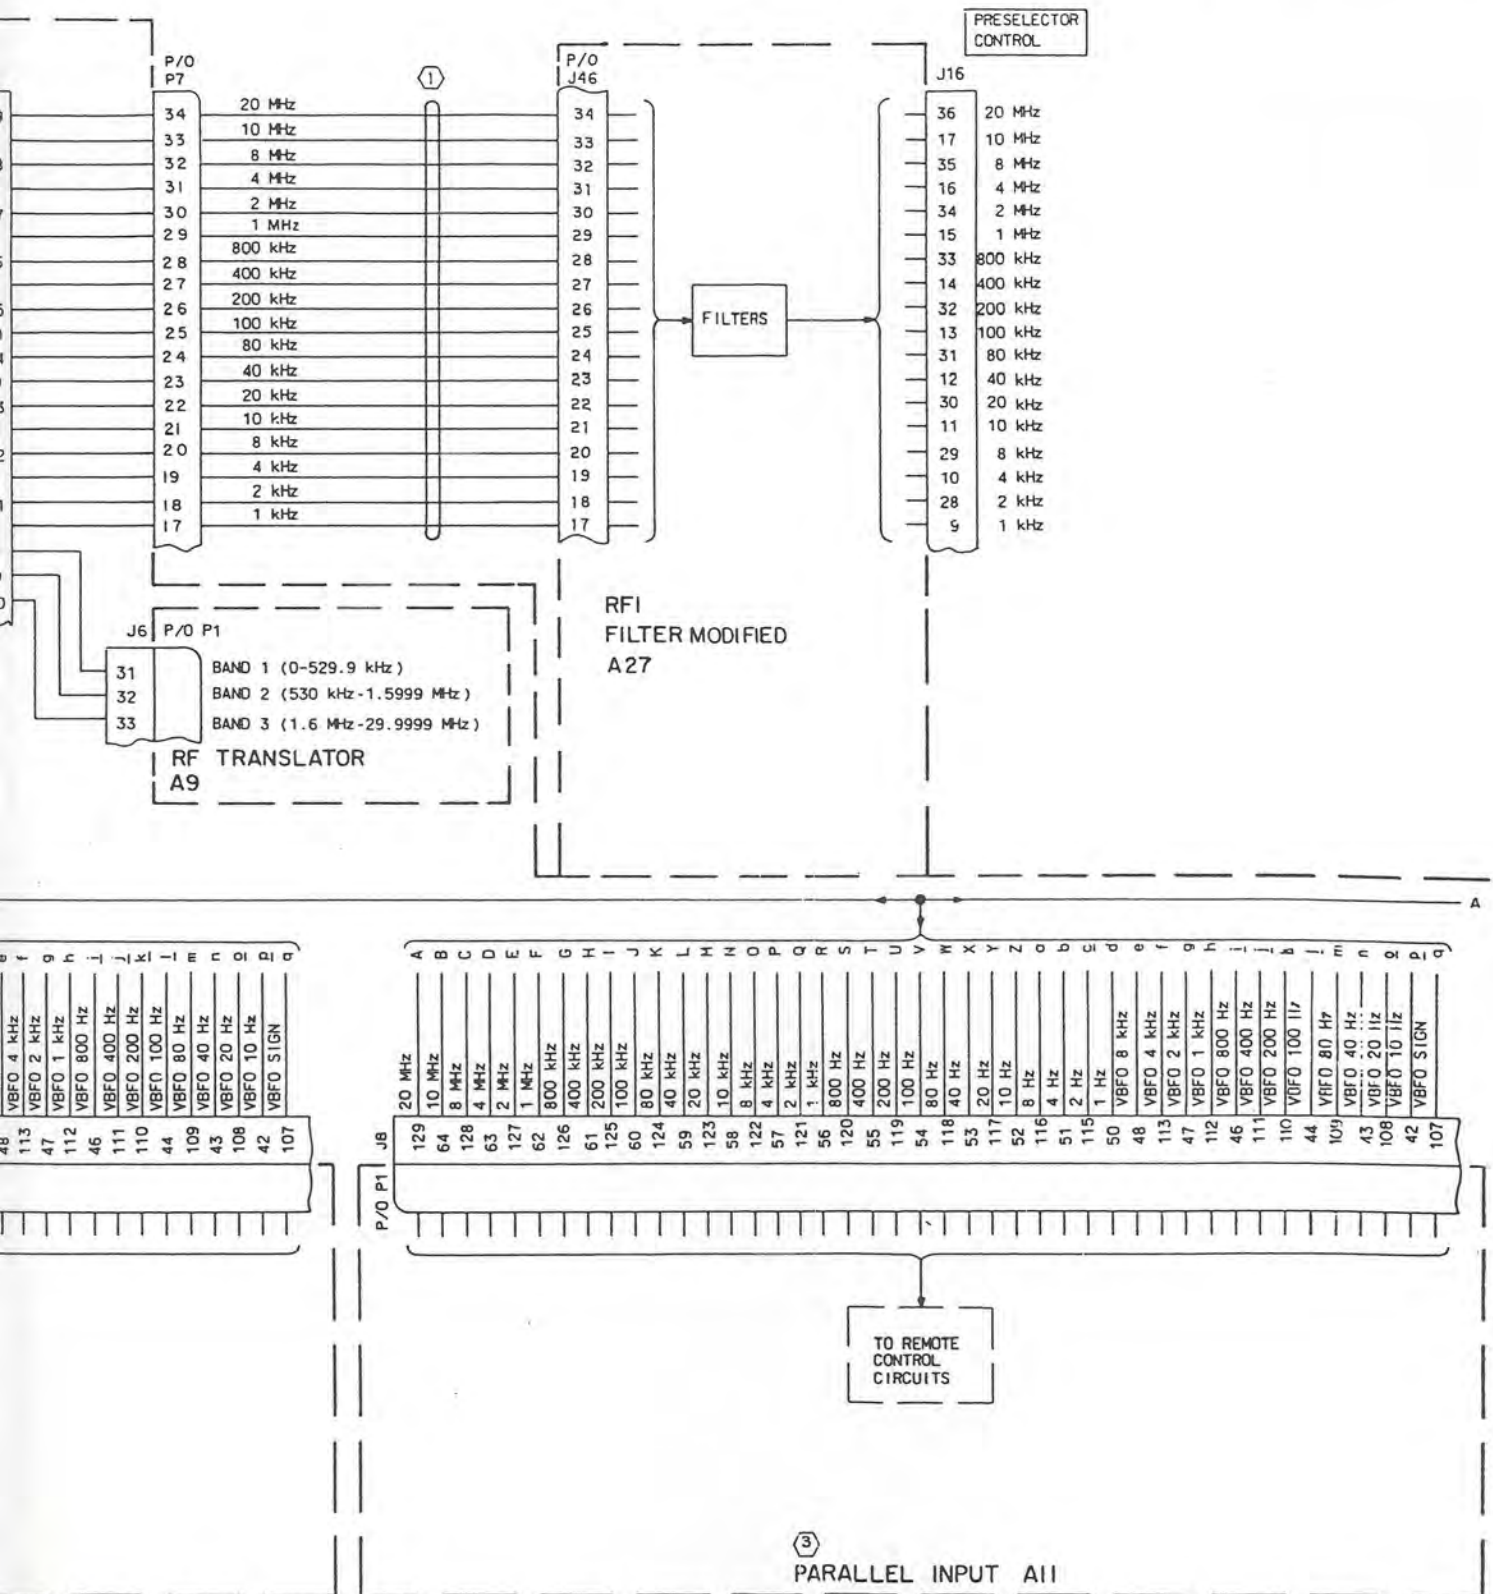 PRESELECTOR
CONTROL
P/O
P7
1
P/O
J46
J16
34 20 MHz 34 36 20 MHz
33 10 MHz 33 17 10 MHz
32 8 MHz 32 35 8 MHz
31 4 MHz 31 16 4 MHz
30 2 MHz 30 34 2 MHz
29 1 MHz 29 15 1 MHz
28 800 kHz 28 33 800 kHz
27 400 kHz 27 14 400 kHz
26 200 kHz 26 32 200 kHz
25 100 kHz 25 13 100 kHz
24 80 kHz 24 31 80 kHz
23 40 kHz 23 12 40 kHz
22 20 kHz 22 30 20 kHz
21 10 kHz 21 11 10 kHz
20 8 kHz 20 29 8 kHz
19 4 kHz 19 10 4 kHz
18 2 kHz 18 28 2 kHz
17 1 kHz 17 9 1 kHz
FILTERS
RFI
FILTER MODIFIED
A27
J6 P/O P1
31 BAND 1 (0-529.9 kHz)
32 BAND 2 (530 kHz-1.5999 MHz)
33 BAND 3 (1.6 MHz-29.9999 MHz)
RF TRANSLATOR
A9
A
e VBFO 4 kHz 48
f VBFO 2 kHz 113
g VBFO 1 kHz 47
h VBFO 800 Hz 112
i VBFO 400 Hz 46
j VBFO 200 Hz 111
k VBFO 100 Hz 110
l VBFO 80 Hz 44
m VBFO 40 Hz 109
n VBFO 20 Hz 43
o VBFO 10 Hz 108
p VBFO SIGN 42
q 107
P/O P1 J8
A 20 MHz 129
B 10 MHz 64
C 8 MHz 128
D 4 MHz 63
E 2 MHz 127
F 1 MHz 62
G 800 kHz 126
H 400 kHz 61
I 200 kHz 125
J 100 kHz 60
K 80 kHz 124
L 40 kHz 59
M 20 kHz 123
N 10 kHz 58
O 8 kHz 122
P 4 kHz 57
Q 2 kHz 121
R 1 kHz 56
S 800 Hz 120
T 400 Hz 55
U 200 Hz 119
V 100 Hz 54
W 80 Hz 118
X 40 Hz 53
Y 20 Hz 117
Z 10 Hz 52
a 8 Hz 116
b 4 Hz 51
c 2 Hz 115
d 1 Hz 50
e VBFO 8 kHz 48
f VBFO 4 kHz 113
g VBFO 2 kHz 47
h VBFO 1 kHz 112
i VBFO 800 Hz 46
j VBFO 400 Hz 111
k VBFO 200 Hz 110
l VBFO 100 Hz 44
m VBFO 80 Hz 109
n VBFO 40 Hz 43
o VBFO 20 Hz 108
p VBFO 10 Hz 42
q VBFO SIGN 107
TO REMOTE
CONTROL
CIRCUITS
3
PARALLEL INPUT A11